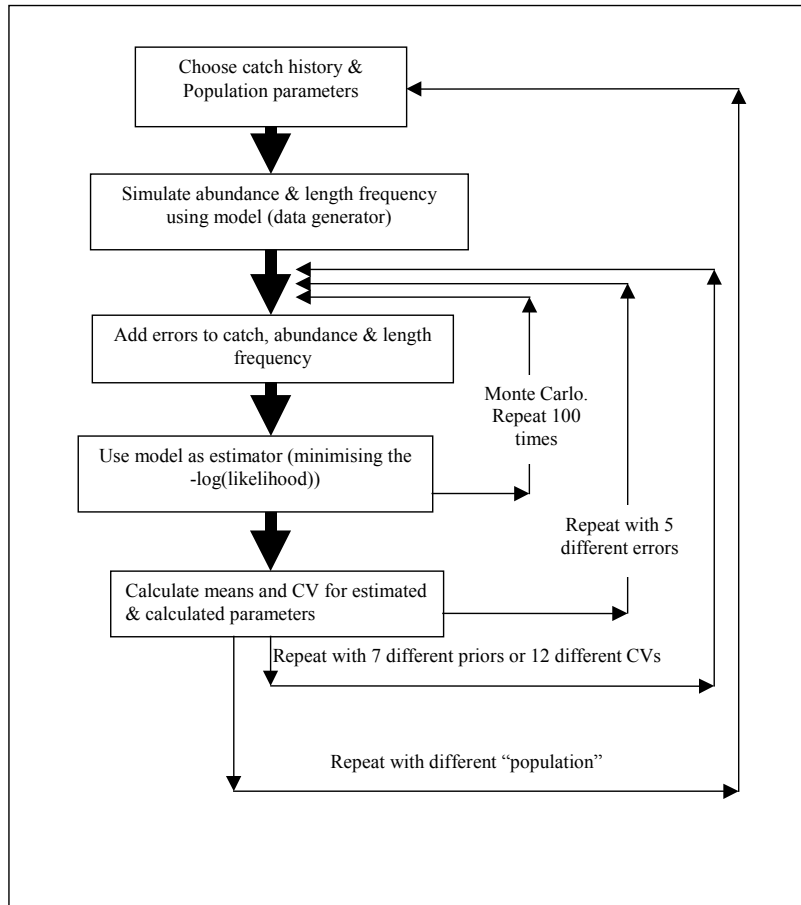 Choose catch history &
Population parameters
Simulate abundance & length frequency
using model (data generator)
Add errors to catch, abundance & length
frequency
Monte Carlo.
Repeat 100
times
Use model as estimator (minimising the
-log(likelihood))
Repeat with 5
different errors
Calculate means and CV for estimated
& calculated parameters
Repeat with 7 different priors or 12 different CVs
Repeat with different “population”